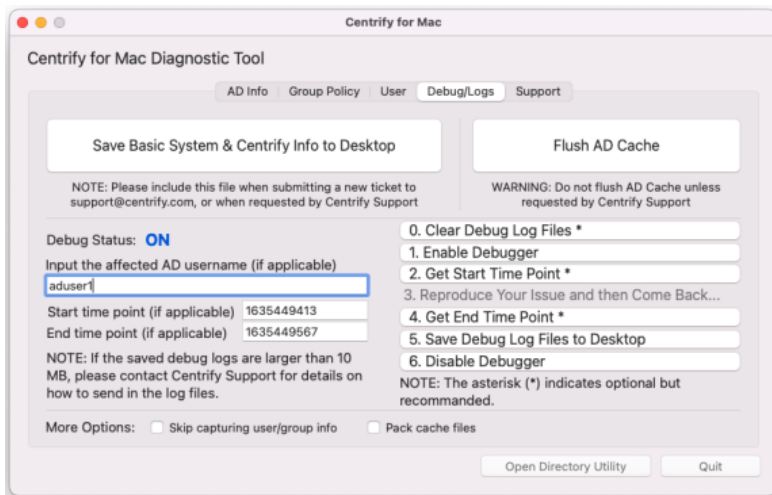 Centrify for Mac
Centrify for Mac Diagnostic Tool
AD Info
Group Policy
User
Debug/Logs
Support
Save Basic System & Centrify Info to Desktop
NOTE: Please include this file when submitting a new ticket to
support@centrify.com, or when requested by Centrify Support
Flush AD Cache
WARNING: Do not flush AD Cache unless
requested by Centrify Support
Debug Status: ON
Input the affected AD username (if applicable)
aduser1
Start time point (if applicable) 1635449413
End time point (if applicable) 1635449567
NOTE: If the saved debug logs are larger than 10
MB, please contact Centrify Support for details on
how to send in the log files.
0. Clear Debug Log Files *
1. Enable Debugger
2. Get Start Time Point *
3. Reproduce Your Issue and then Come Back...
4. Get End Time Point *
5. Save Debug Log Files to Desktop
6. Disable Debugger
NOTE: The asterisk (*) indicates optional but
recommanded.
More Options: Skip capturing user/group info Pack cache files
Open Directory Utility
Quit